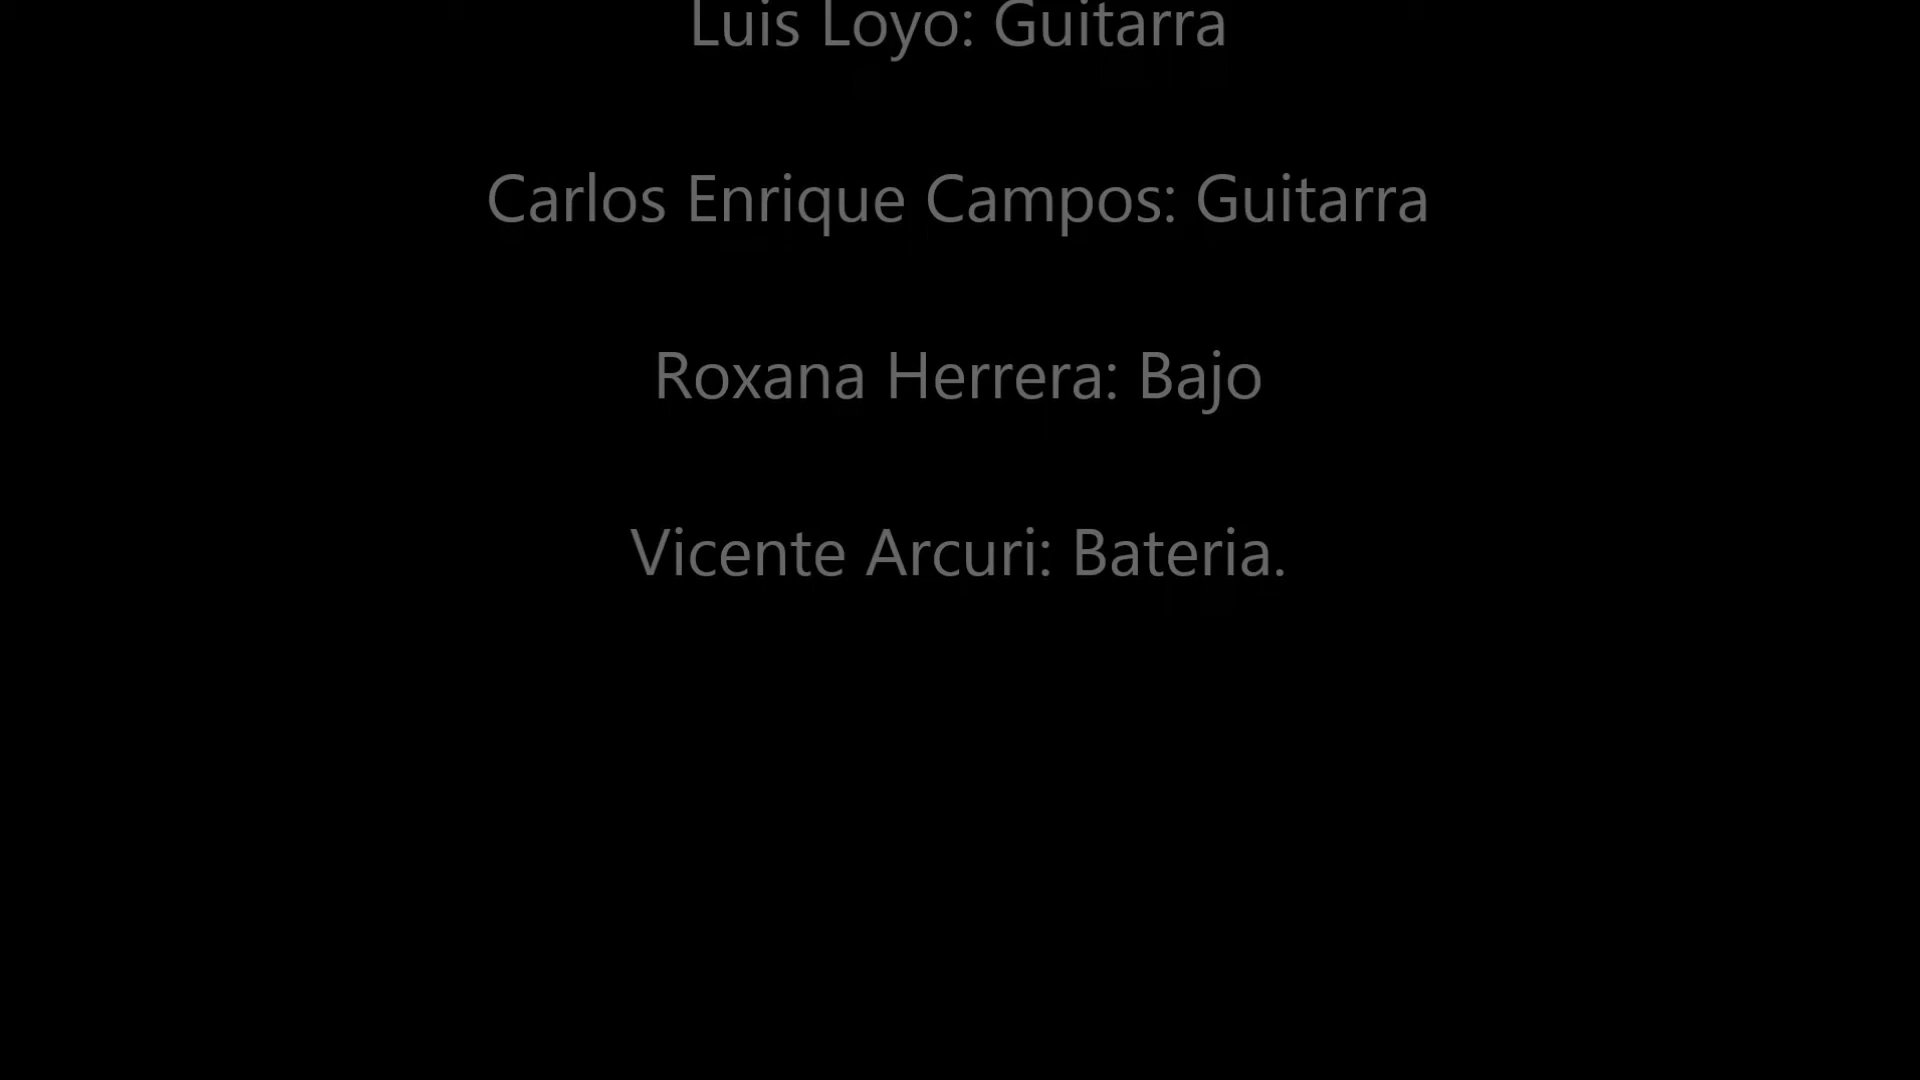 Luis Loyo: Guitarra
Carlos Enrique Campos: Guitarra
Roxana Herrera: Bajo
Vicente Arcuri: Bateria.